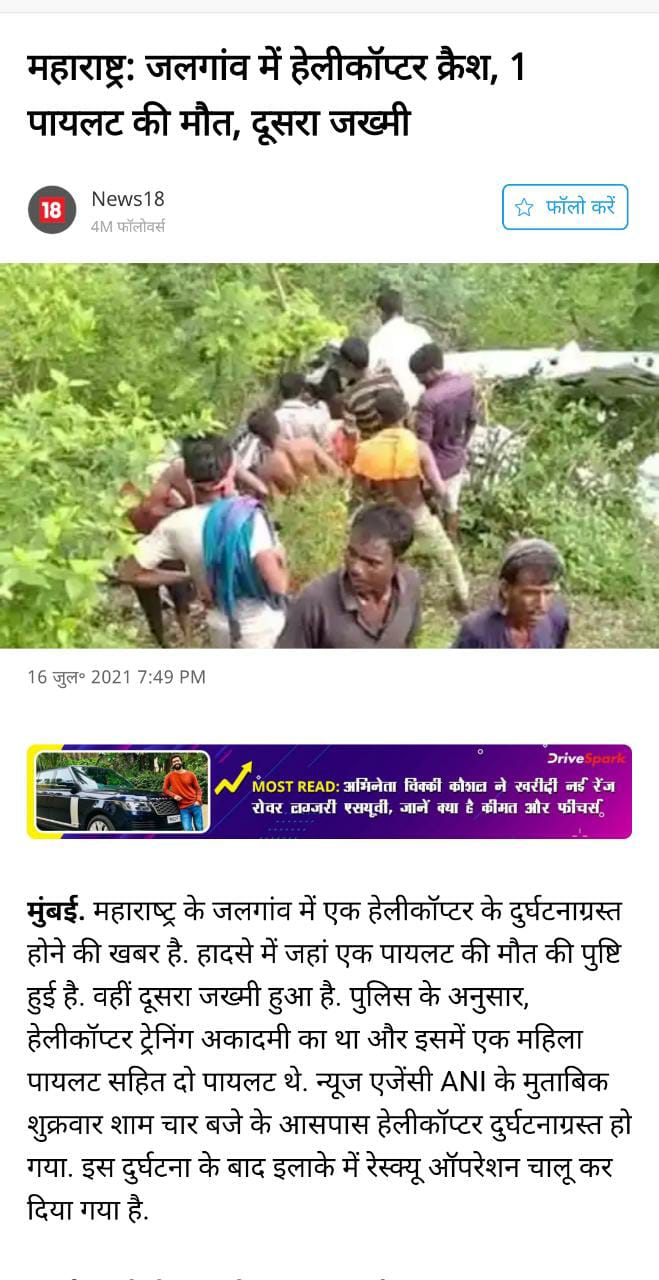 महाराष्ट्र: जलगांव में हेलीकॉप्टर क्रैश, 1
पायलट की मौत, दूसरा जख्मी
18
News18
4M फॉलोवर्स
फॉलो करें
16 जुल॰ 2021 7:49 PM
DriveSpark
MOST READ: अभिनेता विक्की कौशल ने खरीदी नई रेंज
रोवर लग्जरी एसयूवी, जानें क्या है कीमत और फीचर्स
मुंबई. महाराष्ट्र के जलगांव में एक हेलीकॉप्टर के दुर्घटनाग्रस्त
होने की खबर है. हादसे में जहां एक पायलट की मौत की पुष्टि
हुई है. वहीं दूसरा जख्मी हुआ है. पुलिस के अनुसार,
हेलीकॉप्टर ट्रेनिंग अकादमी का था और इसमें एक महिला
पायलट सहित दो पायलट थे. न्यूज एजेंसी ANI के मुताबिक
शुक्रवार शाम चार बजे के आसपास हेलीकॉप्टर दुर्घटनाग्रस्त हो
गया. इस दुर्घटना के बाद इलाके में रेस्क्यू ऑपरेशन चालू कर
दिया गया है.